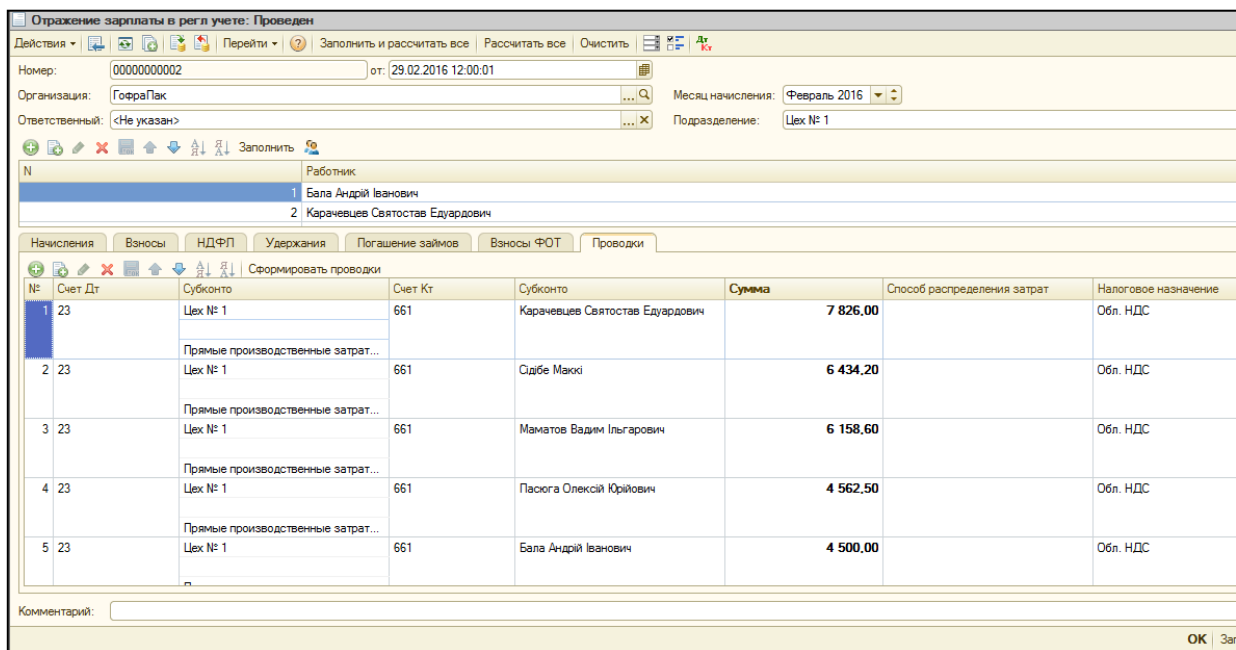 Отражение зарплаты в регл учете: Проведен
Действия Перейти Заполнить и рассчитать все Рассчитать все Очистить Дт Кт
Номер: 00000000002 от: 29.02.2016 12:00:01
Организация: ГофраПак ... Месяц начисления: Февраль 2016
Ответственный: <Не указан> ... Подразделение: Цех № 1
Заполнить
N Работник
1 Бала Андрій Іванович
2 Карачевцев Святостав Едуардович
Начисления Взносы НДФЛ Удержания Погашение займов Взносы ФОТ Проводки
Сформировать проводки
№ Счет Дт Субконто Счет Кт Субконто Сумма Способ распределения затрат Налоговое назначение
1 23 Цех № 1 661 Карачевцев Святостав Едуардович 7 826,00 Обл. НДС
Прямые производственные затрат...
2 23 Цех № 1 661 Сідібе Маккі 6 434,20 Обл. НДС
Прямые производственные затрат...
3 23 Цех № 1 661 Маматов Вадим Ільгарович 6 158,60 Обл. НДС
Прямые производственные затрат...
4 23 Цех № 1 661 Пасюга Олексій Юрійович 4 562,50 Обл. НДС
Прямые производственные затрат...
5 23 Цех № 1 661 Бала Андрій Іванович 4 500,00 Обл. НДС
Комментарий:
OK